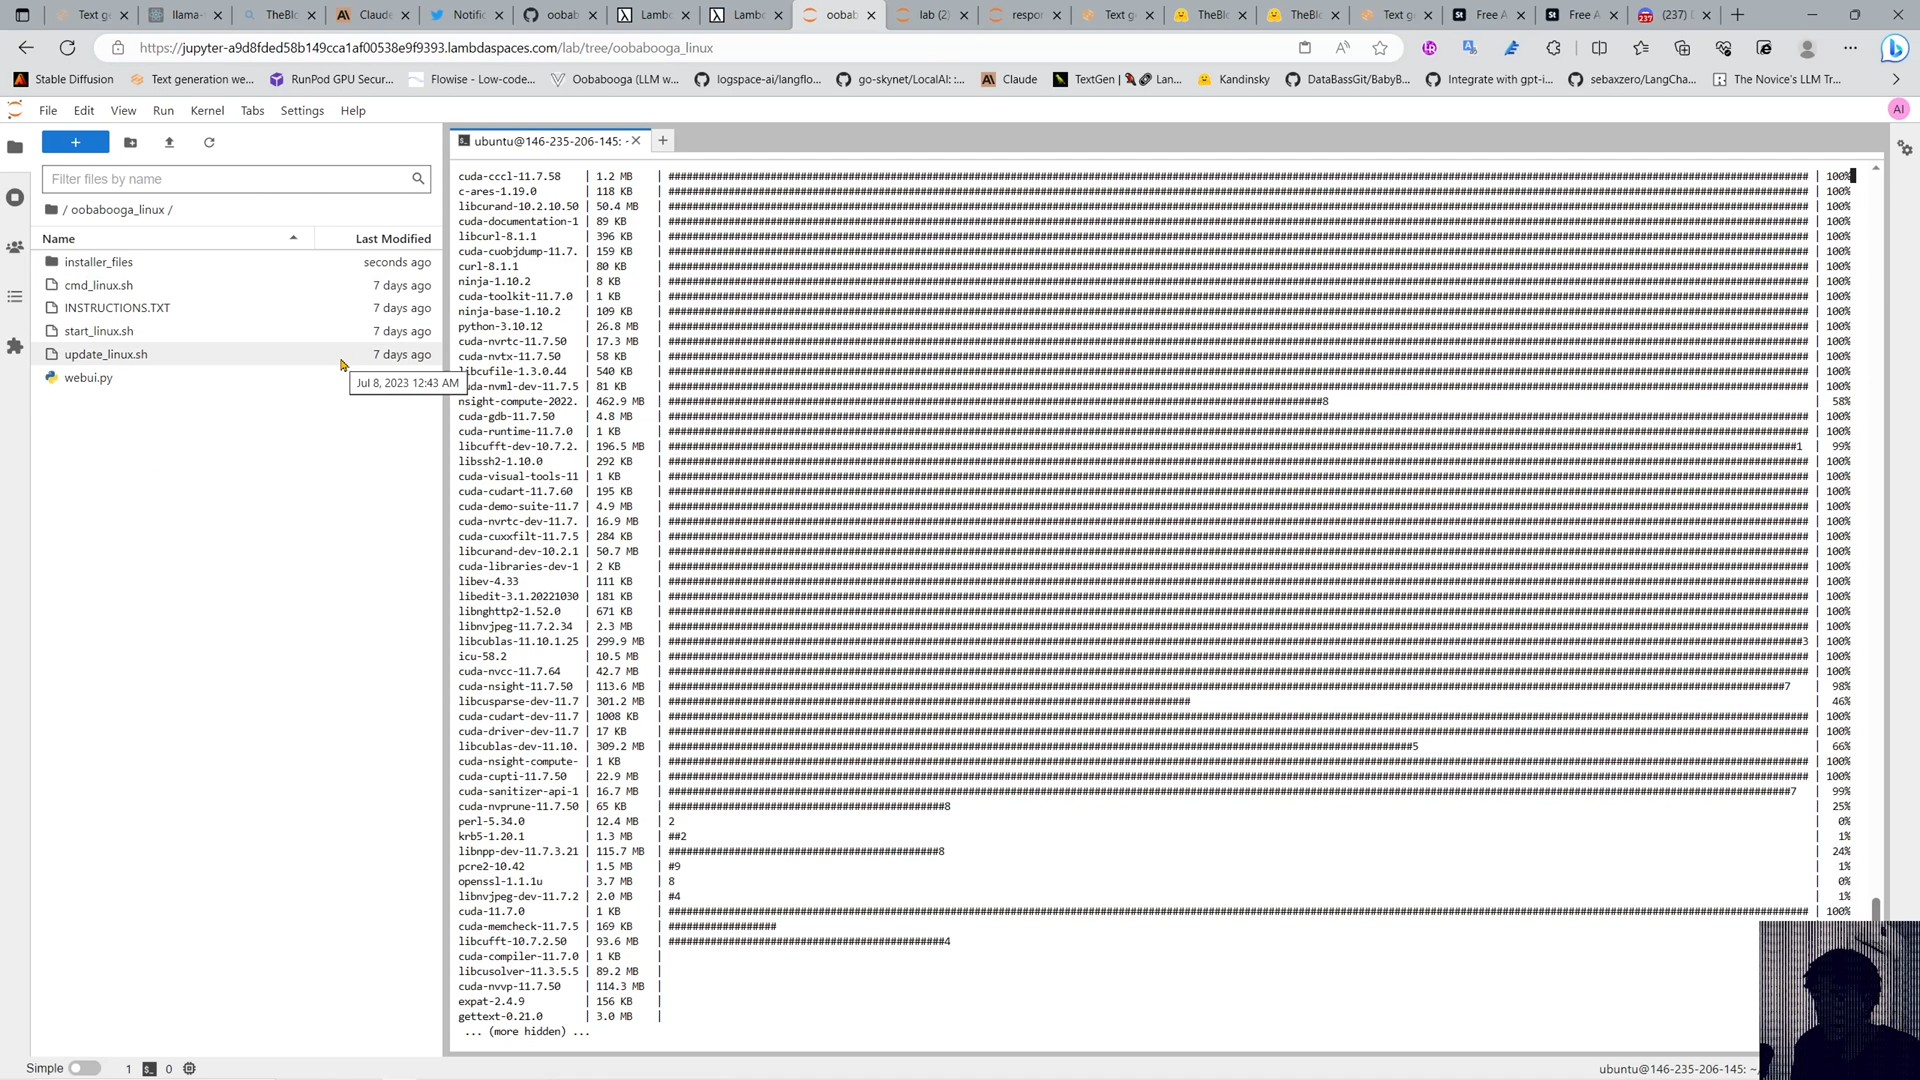 Text ge
llama-
TheBlo
Claude
Notific
oobab
Lambd
Lambd
oobab
lab (2)
respon
Text ge
TheBlo
TheBlo
Text ge
Free A
Free A
(237)
https://jupyter-a9d8fded58b149cca1af00538e9f9393.lambdaspaces.com/lab/tree/oobabooga_linux
Stable Diffusion
Text generation we...
RunPod GPU Secur...
Flowise - Low-code...
Oobabooga (LLM w...
logspace-ai/langflo...
go-skynet/LocalAI: ...
Claude
TextGen | Lan...
Kandinsky
DataBassGit/BabyB...
Integrate with gpt-i...
sebaxzero/LangCha...
The Novice's LLM Tr...
File Edit View Run Kernel Tabs Settings Help
AI
ubuntu@146-235-206-145: ~
Filter files by name
/ oobabooga_linux /
Name Last Modified
installer_files seconds ago
cmd_linux.sh 7 days ago
INSTRUCTIONS.TXT 7 days ago
start_linux.sh 7 days ago
update_linux.sh 7 days ago
Jul 8, 2023 12:43 AM
webui.py
cuda-cccl-11.7.58 | 1.2 MB | 100%
c-ares-1.19.0 | 118 KB | 100%
libcurand-10.2.10.50 | 50.4 MB | 100%
cuda-documentation-1 | 89 KB | 100%
libcurl-8.1.1 | 396 KB | 100%
cuda-cuobjdump-11.7. | 159 KB | 100%
curl-8.1.1 | 80 KB | 100%
ninja-1.10.2 | 8 KB | 100%
cuda-toolkit-11.7.0 | 1 KB | 100%
ninja-base-1.10.2 | 109 KB | 100%
python-3.10.12 | 26.8 MB | 100%
cuda-nvrtc-11.7.50 | 17.3 MB | 100%
cuda-nvtx-11.7.50 | 58 KB | 100%
libcufile-1.3.0.44 | 540 KB | 100%
uda-nvml-dev-11.7.5 | 81 KB | 100%
nsight-compute-2022. | 462.9 MB | 8 | 58%
cuda-gdb-11.7.50 | 4.8 MB | 100%
cuda-runtime-11.7.0 | 1 KB | 100%
libcufft-dev-10.7.2. | 196.5 MB | 1 | 99%
libssh2-1.10.0 | 292 KB | 100%
cuda-visual-tools-11 | 1 KB | 100%
cuda-cudart-11.7.60 | 195 KB | 100%
cuda-demo-suite-11.7 | 4.9 MB | 100%
cuda-nvrtc-dev-11.7. | 16.9 MB | 100%
cuda-cuxxfilt-11.7.5 | 284 KB | 100%
libcurand-dev-10.2.1 | 50.7 MB | 100%
cuda-libraries-dev-1 | 2 KB | 100%
libev-4.33 | 111 KB | 100%
libedit-3.1.20221030 | 181 KB | 100%
libnghttp2-1.52.0 | 671 KB | 100%
libnvjpeg-11.7.2.34 | 2.3 MB | 100%
libcublas-11.10.1.25 | 299.9 MB | 3 | 100%
icu-58.2 | 10.5 MB | 100%
cuda-nvcc-11.7.64 | 42.7 MB | 100%
cuda-nsight-11.7.50 | 113.6 MB | 7 | 98%
libcusparse-dev-11.7 | 301.2 MB | 46%
cuda-cudart-dev-11.7 | 1008 KB | 100%
cuda-driver-dev-11.7 | 17 KB | 100%
libcublas-dev-11.10. | 309.2 MB | 5 | 66%
cuda-nsight-compute- | 1 KB | 100%
cuda-cupti-11.7.50 | 22.9 MB | 100%
cuda-sanitizer-api-1 | 16.7 MB | 7 | 99%
cuda-nvprune-11.7.50 | 65 KB | 8 | 25%
perl-5.34.0 | 12.4 MB | 2 | 0%
krb5-1.20.1 | 1.3 MB | ##2 | 1%
libnpp-dev-11.7.3.21 | 115.7 MB | 8 | 24%
pcre2-10.42 | 1.5 MB | #9 | 1%
openssl-1.1.1u | 3.7 MB | 8 | 0%
libnvjpeg-dev-11.7.2 | 2.0 MB | #4 | 1%
cuda-11.7.0 | 1 KB | 100%
cuda-memcheck-11.7.5 | 169 KB | ##################
libcufft-10.7.2.50 | 93.6 MB | 4
cuda-compiler-11.7.0 | 1 KB |
libcusolver-11.3.5.5 | 89.2 MB |
cuda-nvvp-11.7.50 | 114.3 MB |
expat-2.4.9 | 156 KB |
gettext-0.21.0 | 3.0 MB |
... (more hidden) ...
Simple 1 0
ubuntu@146-235-206-145: ~